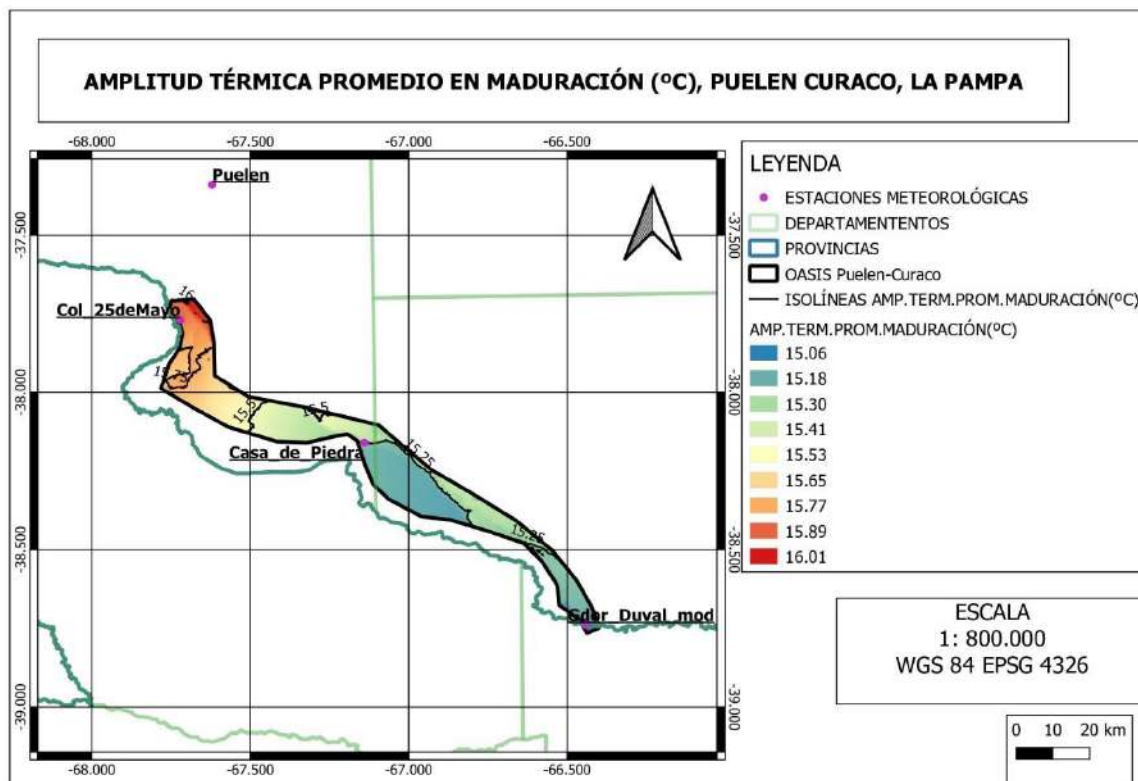 AMPLITUD TÉRMICA PROMEDIO EN MADURACIÓN (ºC), PUELEN CURACO, LA PAMPA
-68.000 -67.500 -67.000 -66.500
Puelen
-37.500 -37.500
16
Col_25deMayo
15.75
-38.000 -38.000
15.5 15.5
Casa_de_Piedra
15.25
15.25
-38.500 -38.500
Gdor_Duval_mod
-39.000 -39.000
-68.000 -67.500 -67.000 -66.500
LEYENDA
ESTACIONES METEOROLÓGICAS
DEPARTAMENTENTOS
PROVINCIAS
OASIS Puelen-Curaco
ISOLÍNEAS AMP.TERM.PROM.MADURACIÓN(ºC)
AMP.TERM.PROM.MADURACIÓN(ºC)
15.06
15.18
15.30
15.41
15.53
15.65
15.77
15.89
16.01
ESCALA
1: 800.000
WGS 84 EPSG 4326
0 10 20 km